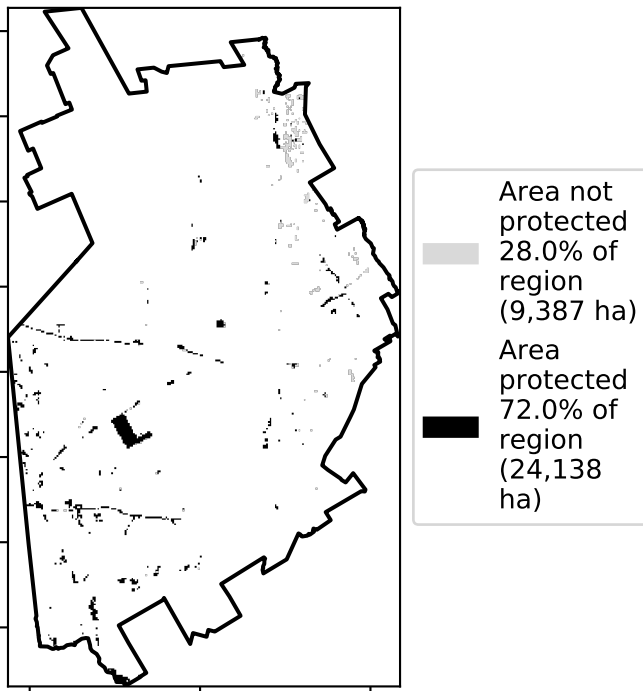 Area not
protected
28.0% of
region
(9,387 ha)
Area
protected
72.0% of
region
(24,138
ha)